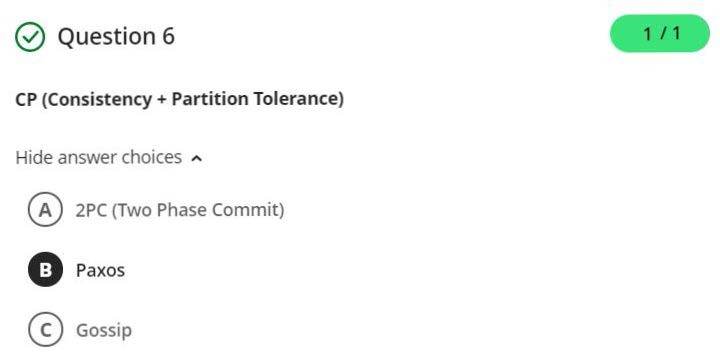 Question 6
1 / 1
CP (Consistency + Partition Tolerance)
Hide answer choices
A 2PC (Two Phase Commit)
B Paxos
C Gossip